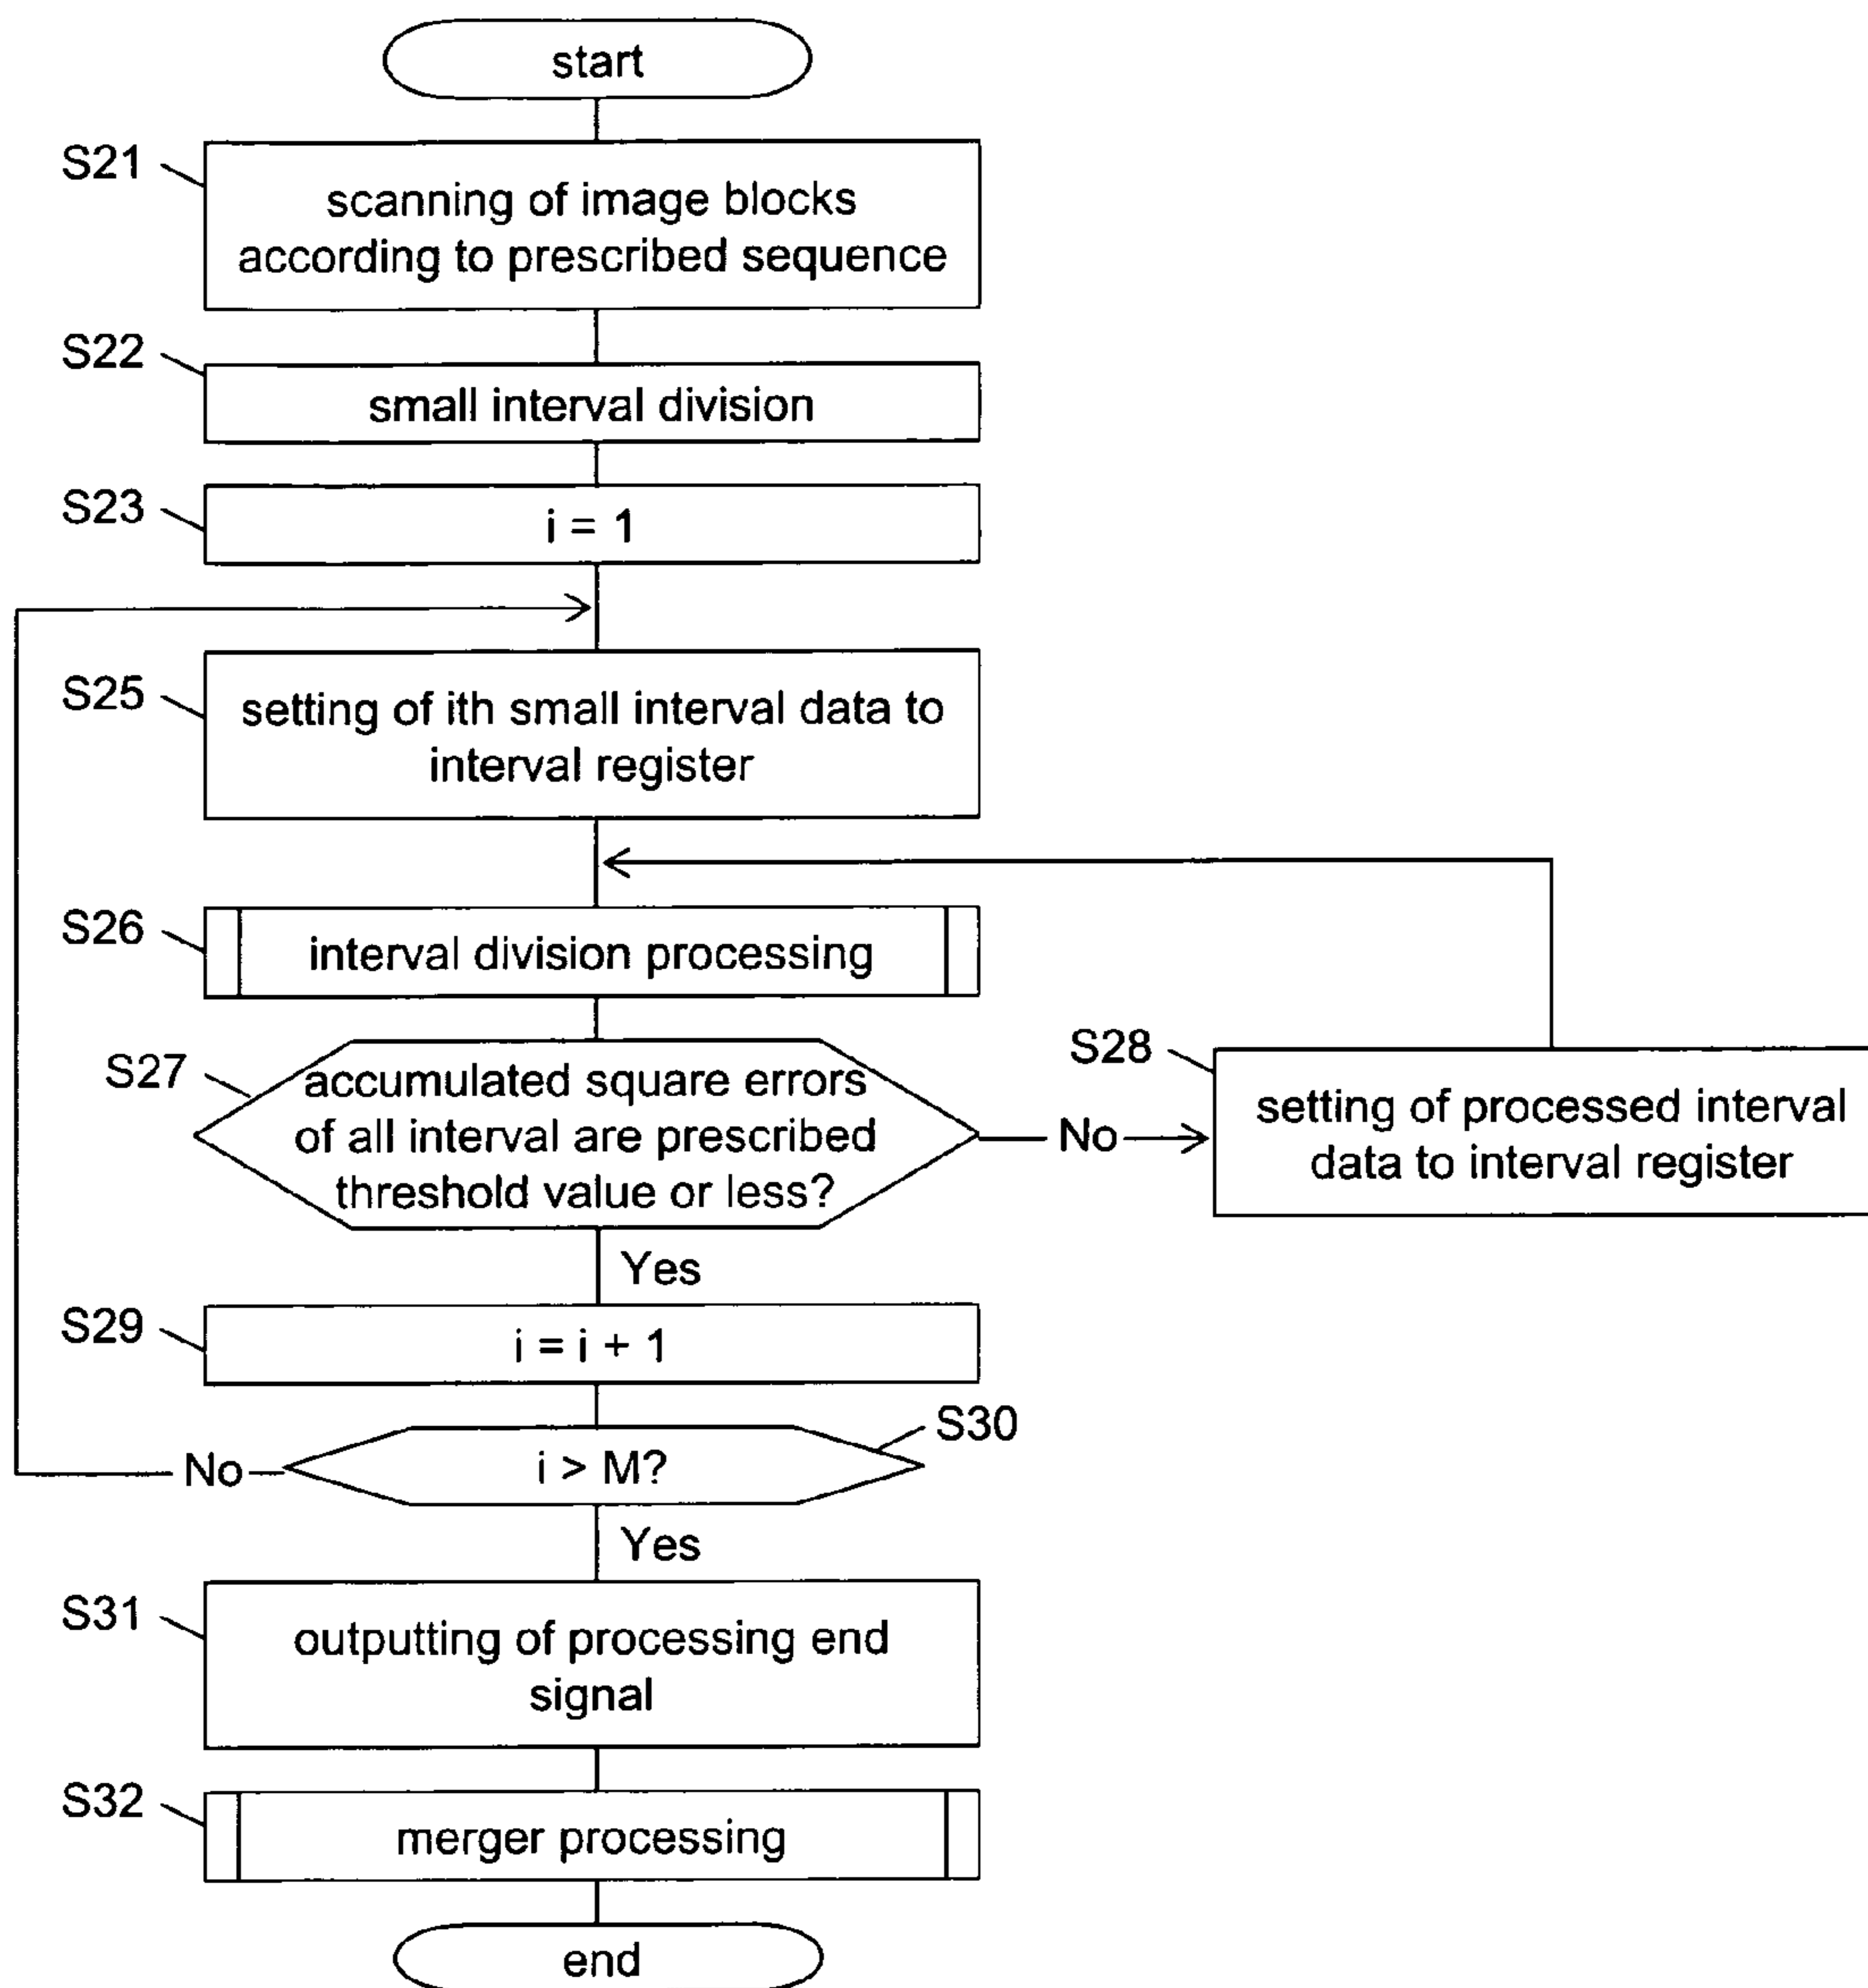 start
S21
scanning of image blocks
according to prescribed sequence
S22
small interval division
S23
i = 1
S25
setting of ith small interval data to
interval register
S26
interval division processing
S27
accumulated square errors
of all interval are prescribed
threshold value or less?
No
S28
setting of processed interval
data to interval register
Yes
S29
i = i + 1
S30
i > M?
No
Yes
S31
outputting of processing end
signal
S32
merger processing
end